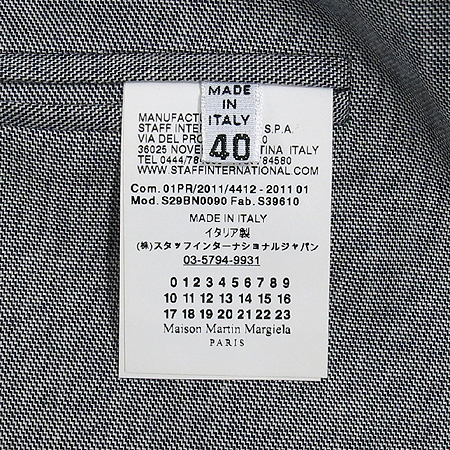 MADE
IN
ITALY
40
STAFF S.P.A.
VIA DEL
36025 ITALY
TEL 0444/
WWW.STAFFINTERNATIONAL.COM
Com. 01PR/2011/4412 - 2011 01
Mod. S29BN0090 Fab. S39610
MADE IN ITALY
イタリア製
(株)スタッフインターナショナルジャパン
03-5794-9931
0 1 2 3 4 5 6 7 8 9
10 11 12 13 14 15 16
17 18 19 20 21 22 23
Maison Martin Margiela
PARIS